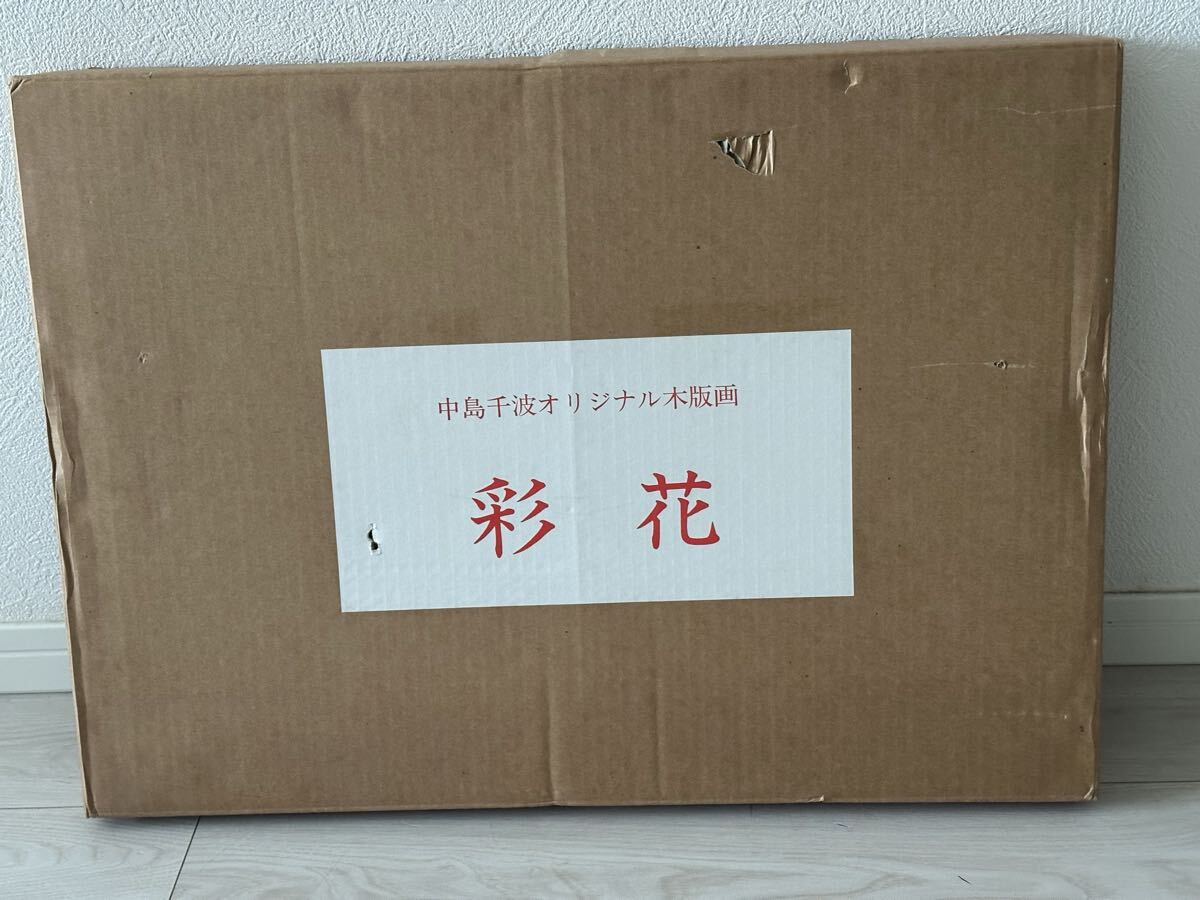 中島千波オリジナル木版画
彩 花